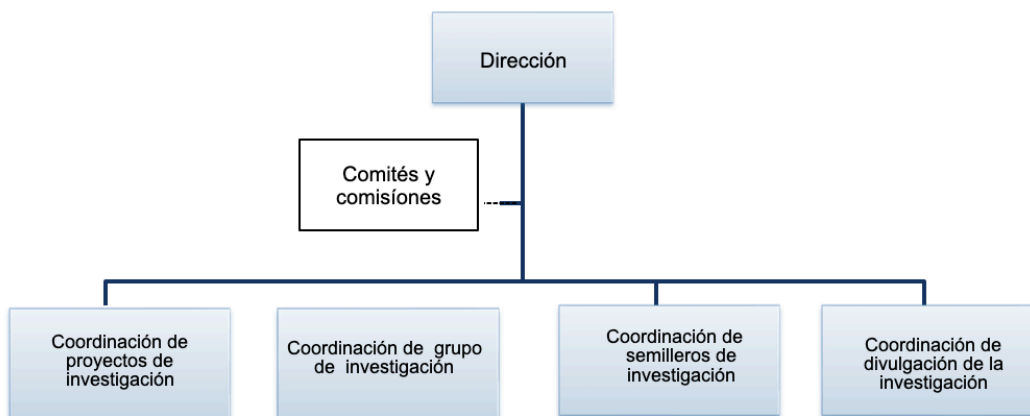 Dirección
Comités y
comisíones
Coordinación de
proyectos de
investigación
Coordinación de grupo
de investigación
Coordinación de
semilleros de
investigación
Coordinación de
divulgación de la
investigación